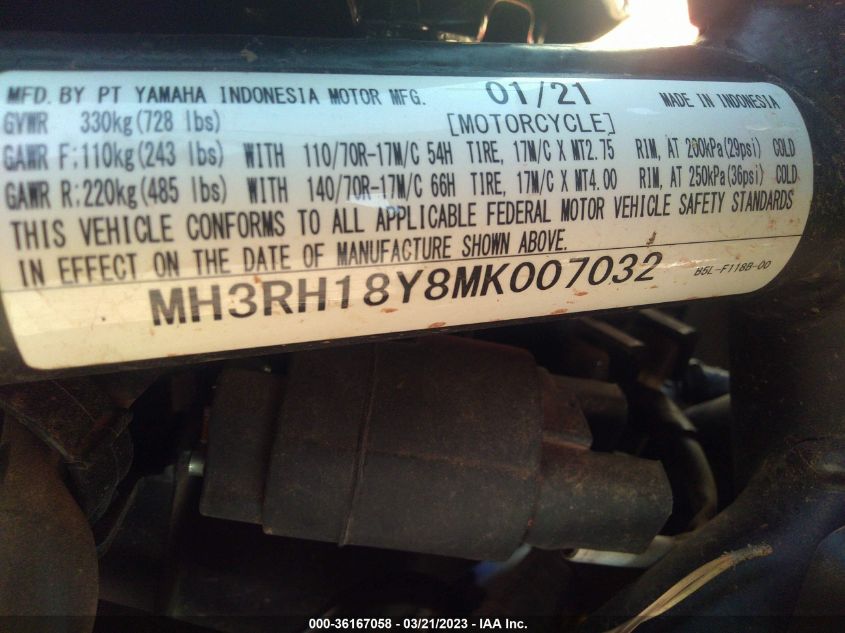 MFD. BY PT YAMAHA INDONESIA MOTOR MFG. 01/21 MADE IN INDONESIA
GVWR 330kg(728 lbs) [MOTORCYCLE]
GAWR F:110kg(243 lbs) WITH 110/70R-17M/C 54H TIRE, 17M/C X MT2.75 RIM, AT 200kPa(29psi) COLD
GAWR R:220kg(485 lbs) WITH 140/70R-17M/C 66H TIRE, 17M/C X MT4.00 RIM, AT 250kPa(36psi) COLD
THIS VEHICLE CONFORMS TO ALL APPLICABLE FEDERAL MOTOR VEHICLE SAFETY STANDARDS
IN EFFECT ON THE DATE OF MANUFACTURE SHOWN ABOVE.
MH3RH18Y8MK007032 B5L-F118B-00
000-36167058 - 03/21/2023 - IAA Inc.